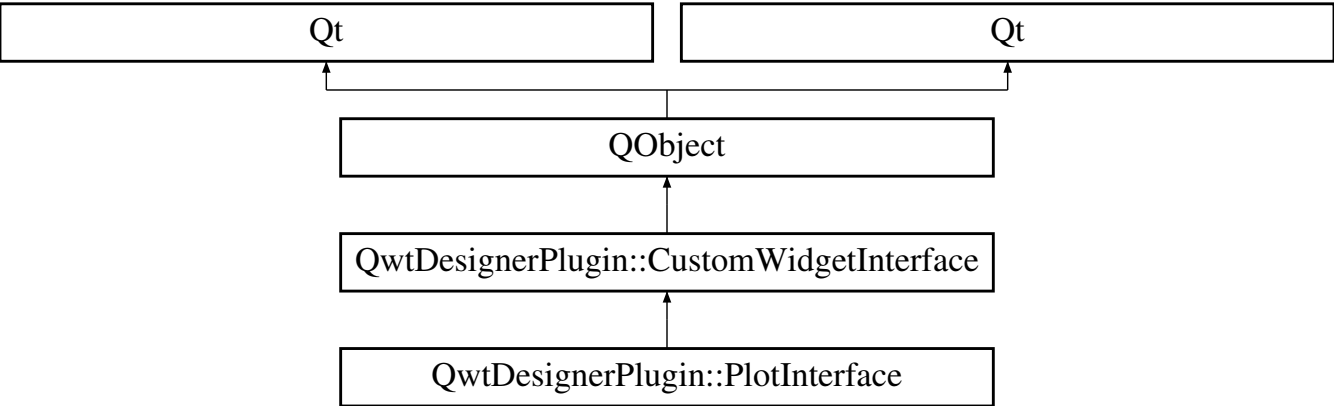 Qt
Qt
QObject
QwtDesignerPlugin::CustomWidgetInterface
QwtDesignerPlugin::PlotInterface